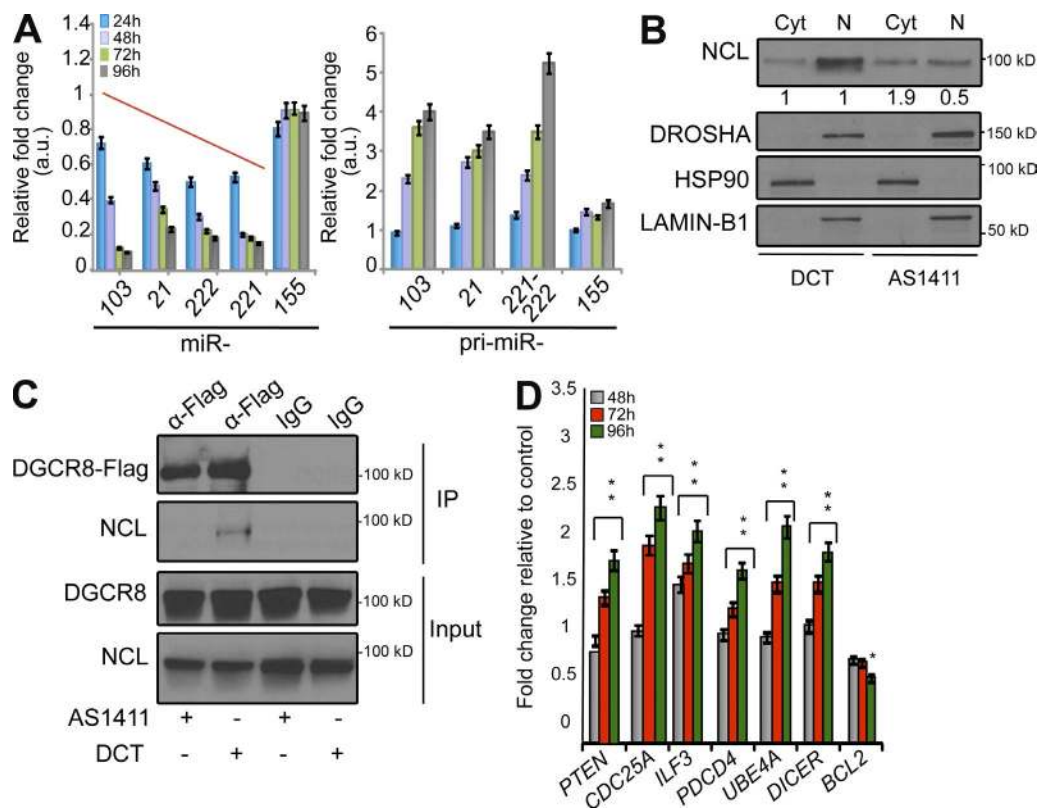 A
24h
48h
72h
96h
Relative fold change
(a.u.)
1.4
1.2
1
0.8
0.6
0.4
0.2
0
103
21
222
221
155
miR-
Relative fold change
(a.u.)
6
5
4
3
2
1
0
103
21
221-
222
155
pri-miR-
B
Cyt N Cyt N
NCL
100 kD
1 1 1.9 0.5
DROSHA
150 kD
HSP90
100 kD
LAMIN-B1
50 kD
DCT AS1411
C
α-Flag α-Flag IgG IgG
DGCR8-Flag
100 kD
NCL
100 kD
IP
DGCR8
100 kD
NCL
100 kD
Input
AS1411 + - + -
DCT - + - +
D
48h
72h
96h
Fold change relative to control
3.5
3
2.5
2
1.5
1
0.5
0
**
**
**
**
**
**
*
PTEN
CDC25A
ILF3
PDCD4
UBE4A
DICER
BCL2